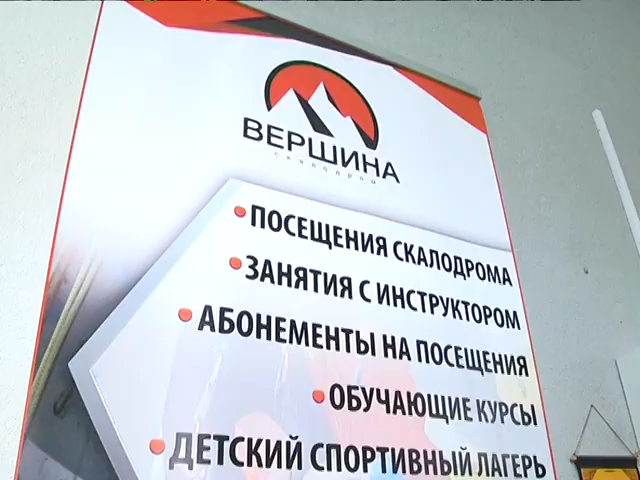 ВЕРШИНА
скалодром
ПОСЕЩЕНИЯ СКАЛОДРОМА
ЗАНЯТИЯ С ИНСТРУКТОРОМ
АБОНЕМЕНТЫ НА ПОСЕЩЕНИЯ
ОБУЧАЮЩИЕ КУРСЫ
ДЕТСКИЙ СПОРТИВНЫЙ ЛАГЕРЬ